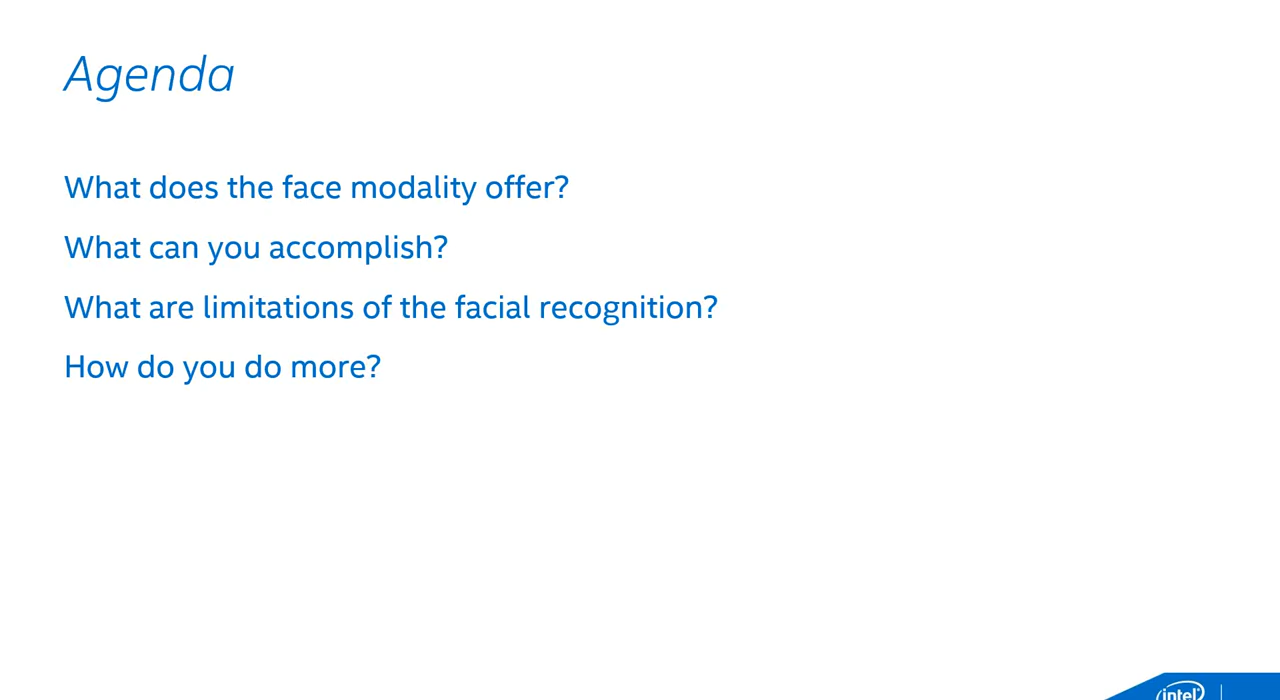 Agenda
What does the face modality offer?
What can you accomplish?
What are limitations of the facial recognition?
How do you do more?
intel